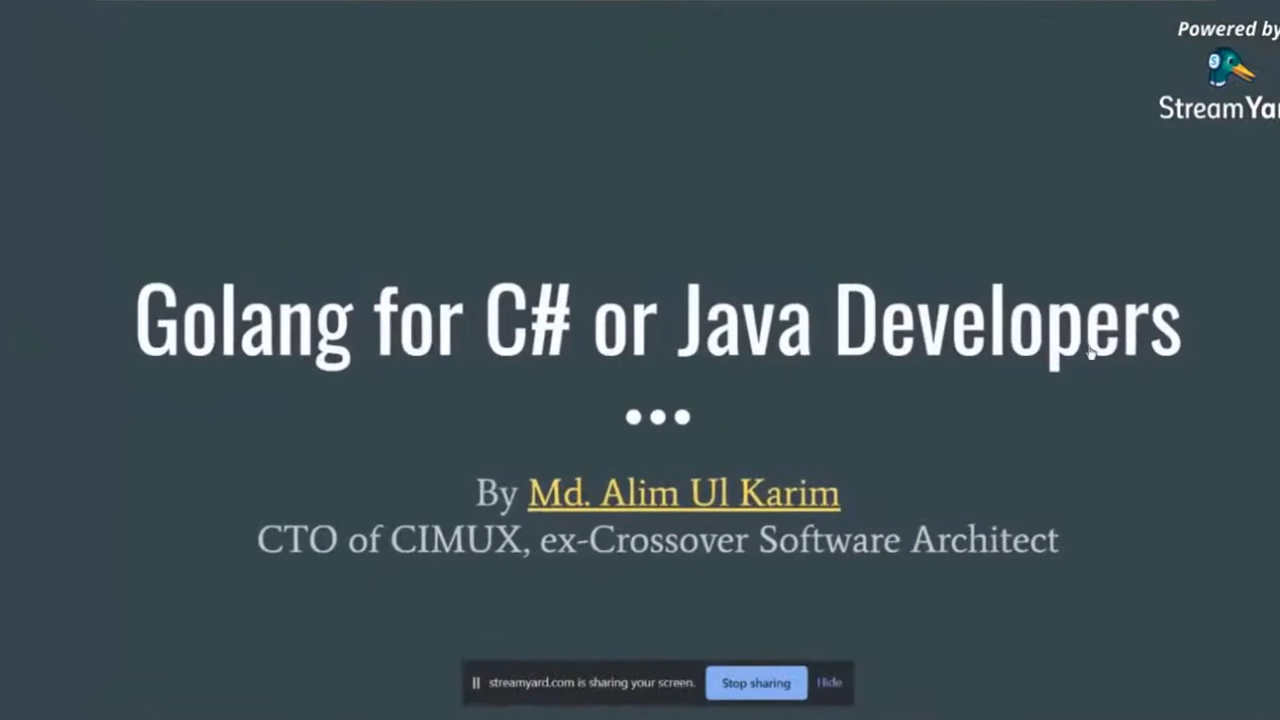 Powered by
StreamYar
Golang for C# or Java Developers
By Md. Alim Ul Karim
CTO of CIMUX, ex-Crossover Software Architect
streamyard.com is sharing your screen. Stop sharing Hide